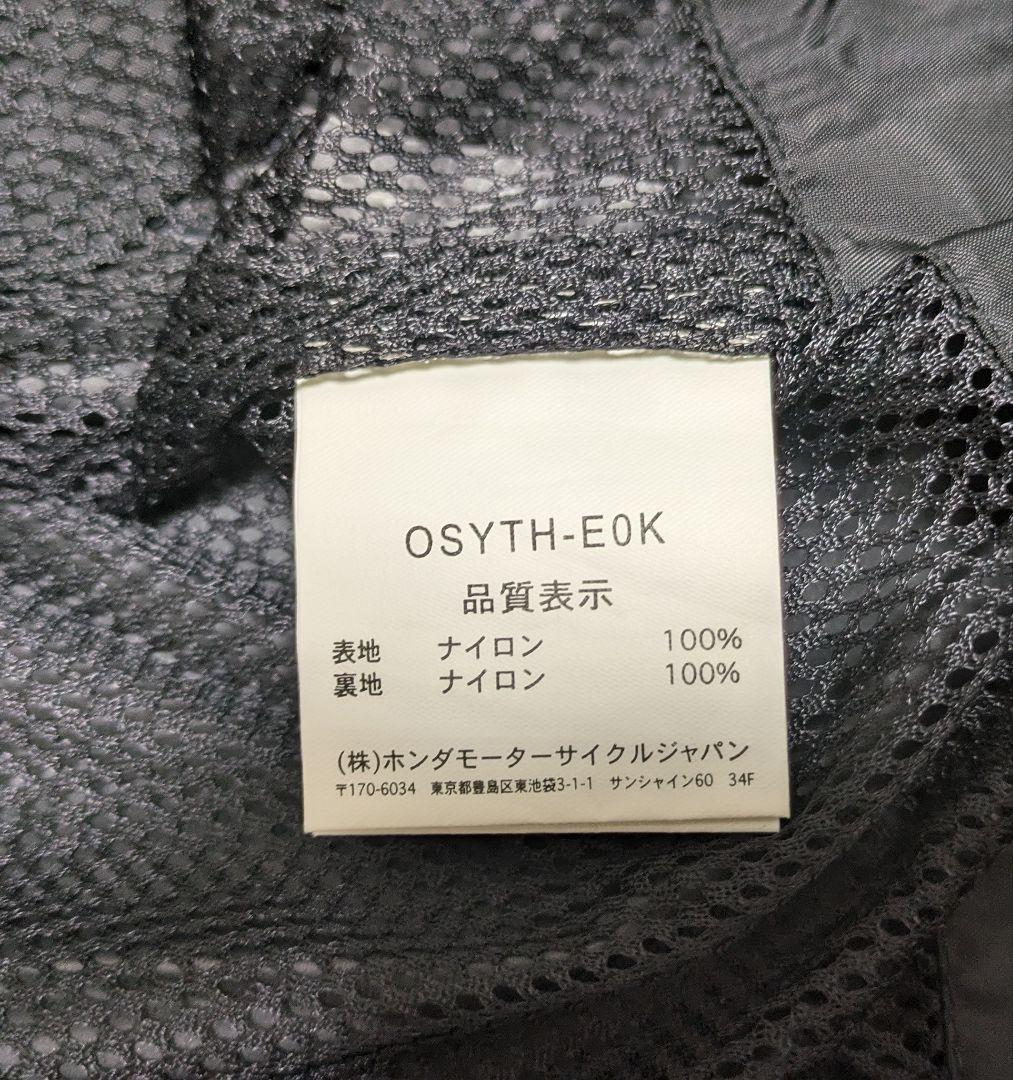 OSYTH-E0K
品質表示
表地 ナイロン 100%
裏地 ナイロン 100%
(株)ホンダモーターサイクルジャパン
〒170-6034 東京都豊島区東池袋3-1-1 サンシャイン60 34F